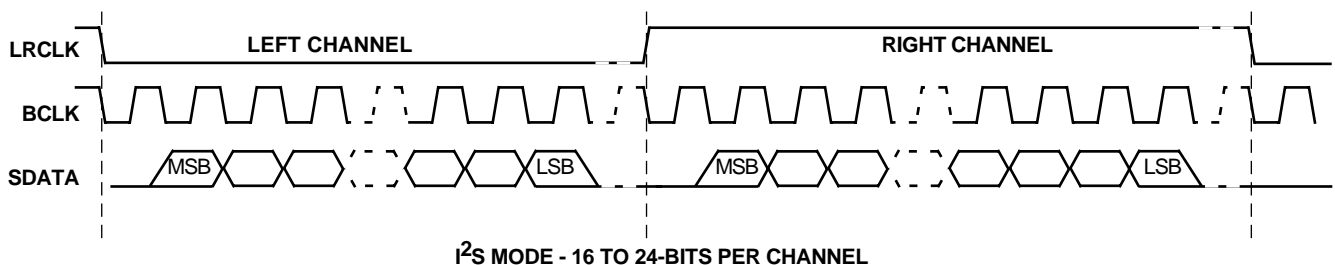 LRCLK LEFT CHANNEL RIGHT CHANNEL
BCLK
SDATA MSB LSB MSB LSB
I²S MODE - 16 TO 24-BITS PER CHANNEL